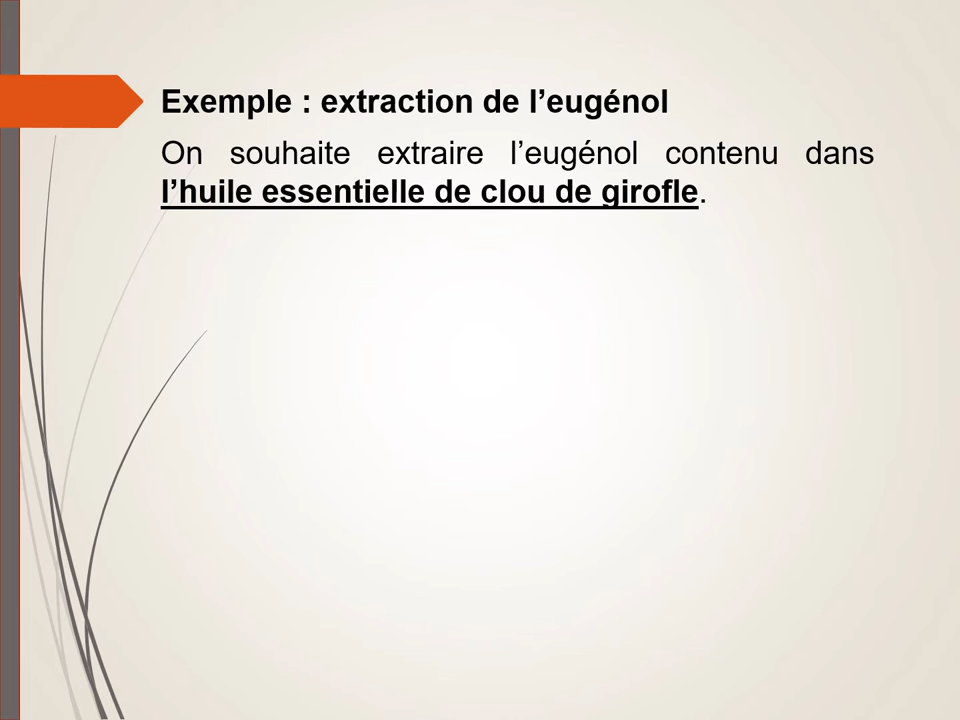 Exemple : extraction de l’eugénol
On souhaite extraire l’eugénol contenu dans
l’huile essentielle de clou de girofle.